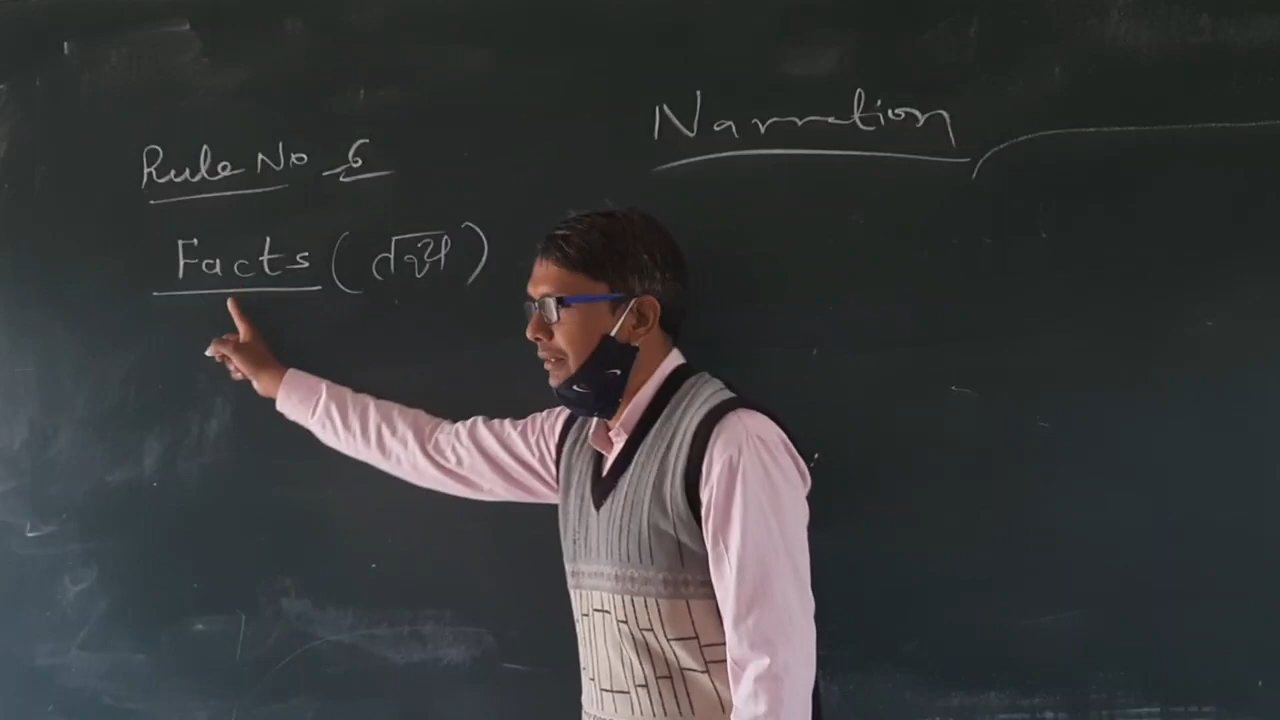 Narration
Rule No 6
Facts (तथ्य)